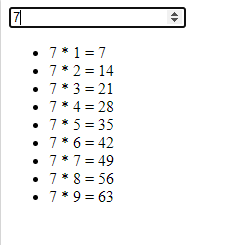 7
7 * 1 = 7
7 * 2 = 14
7 * 3 = 21
7 * 4 = 28
7 * 5 = 35
7 * 6 = 42
7 * 7 = 49
7 * 8 = 56
7 * 9 = 63